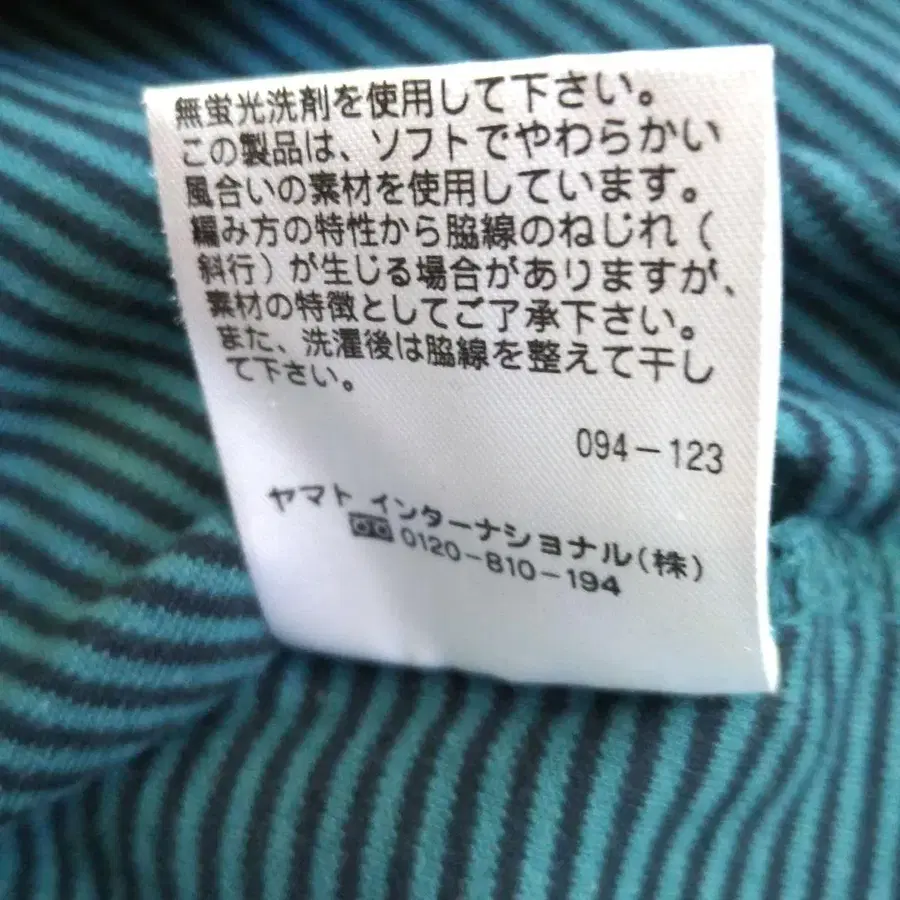 無蛍光洗剤を使用して下さい。
この製品は、ソフトでやわらかい
風合いの素材を使用しています。
編み方の特性から脇線のねじれ(
斜行)が生じる場合がありますが、
素材の特徴としてご了承下さい。
また、洗濯後は脇線を整えて干し
て下さい。
094-123
ヤマト インターナショナル(株)
0120-810-194